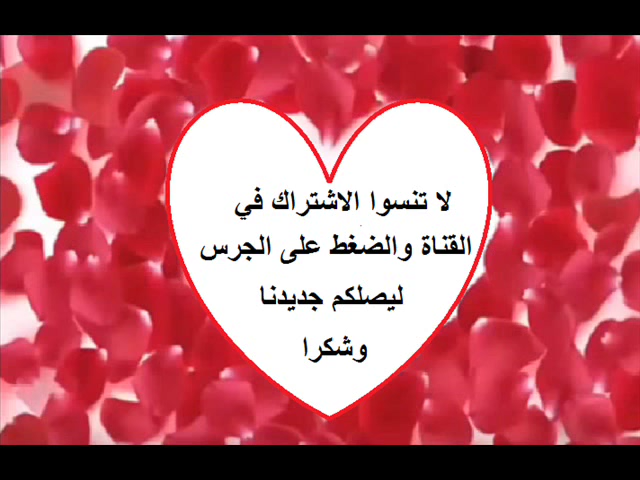 لا تنسوا الاشتراك في
القناة والضغط على الجرس
ليصلكم جديدنا
وشكرا